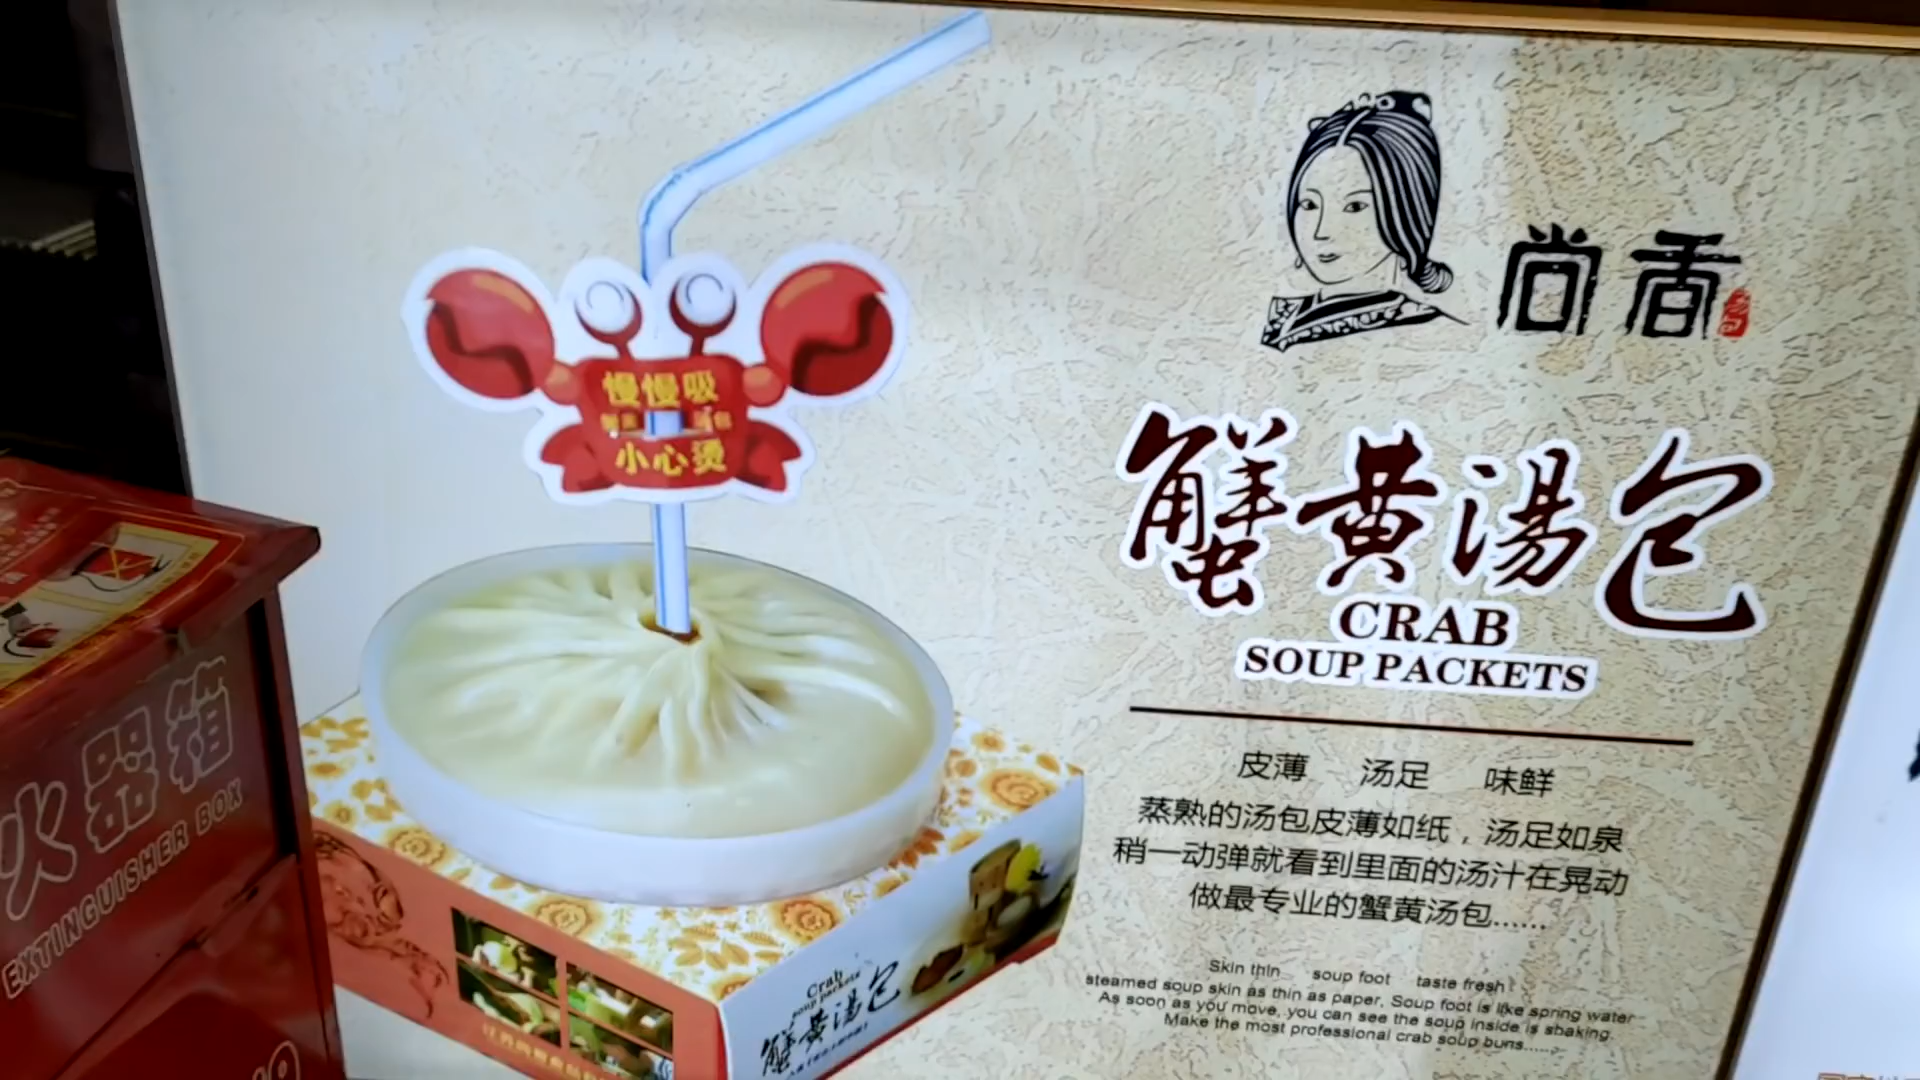 尚香
慢慢吸
小心烫
蟹黄汤包
CRAB
SOUP PACKETS
皮薄 汤足 味鲜
蒸熟的汤包皮薄如纸，汤足如泉
稍一动弹就看到里面的汤汁在晃动
做最专业的蟹黄汤包......
Skin thin soup foot taste fresh
steamed soup skin as thin as paper, Soup foot is like spring water
As soon as you move, you can see the soup inside is shaking.
Make the most professional crab soup buns......
Crab
soup packets
蟹黄汤包
火器箱
EXTINGUISHER BOX